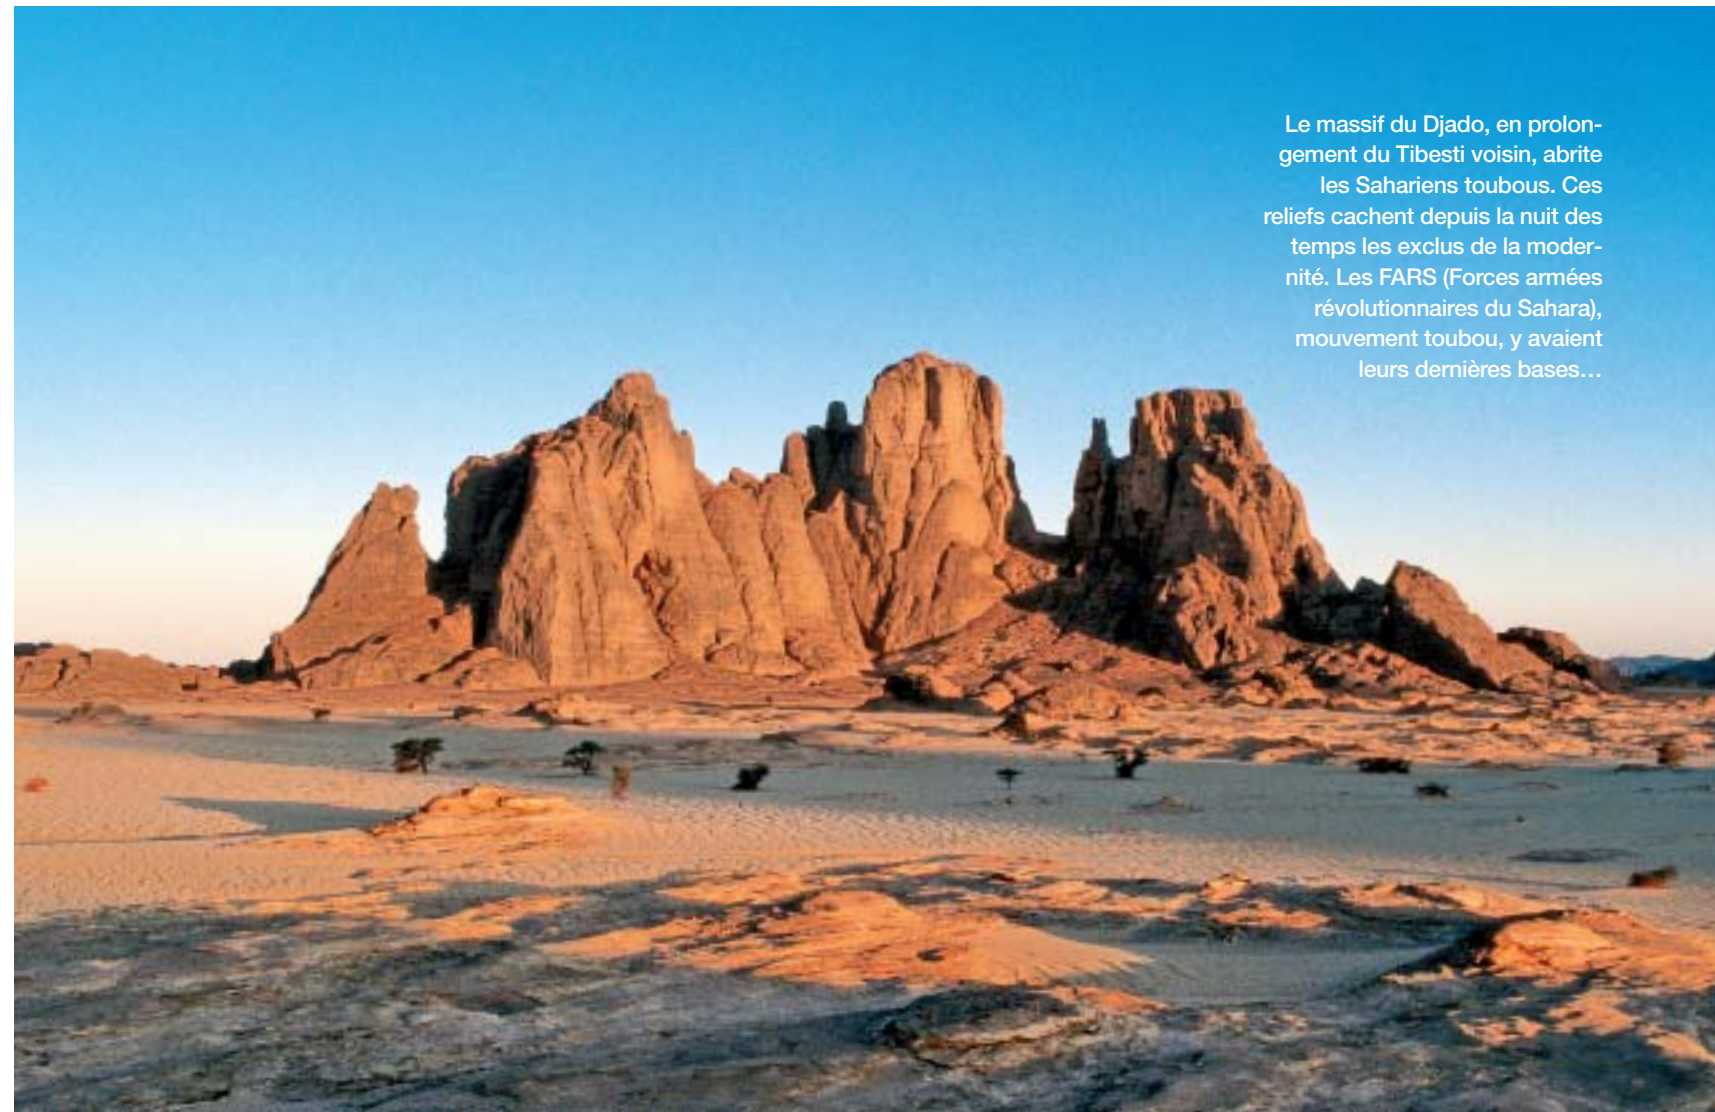 Le massif du Djado, en prolon-
gement du Tibesti voisin, abrite
les Sahariens toubous. Ces
reliefs cachent depuis la nuit des
temps les exclus de la moder-
nité. Les FARS (Forces armées
révolutionnaires du Sahara),
mouvement toubou, y avaient
leurs dernières bases…